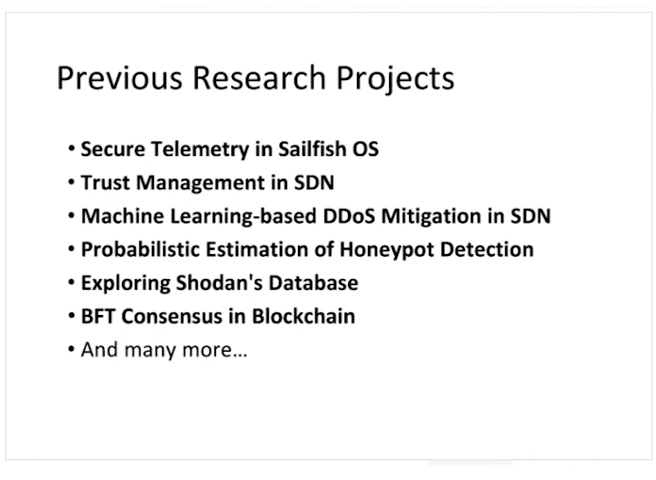 Previous Research Projects
• Secure Telemetry in Sailfish OS
• Trust Management in SDN
• Machine Learning-based DDoS Mitigation in SDN
• Probabilistic Estimation of Honeypot Detection
• Exploring Shodan's Database
• BFT Consensus in Blockchain
• And many more...